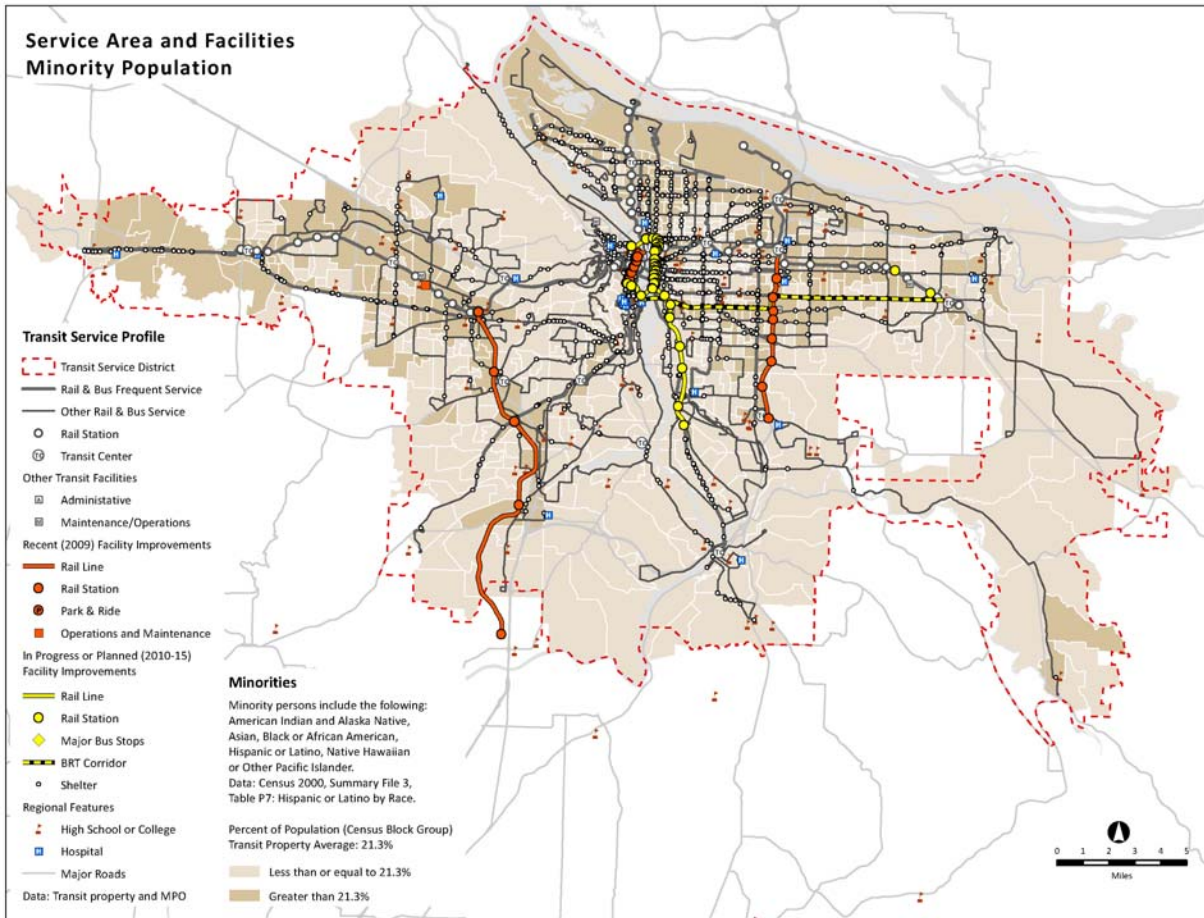 Service Area and Facilities
Minority Population
Transit Service Profile
Transit Service District
Rail & Bus Frequent Service
Other Rail & Bus Service
Rail Station
TC
Transit Center
Other Transit Facilities
Administative
Maintenance/Operations
Recent (2009) Facility Improvements
Rail Line
Rail Station
P
Park & Ride
Operations and Maintenance
In Progress or Planned (2010-15)
Facility Improvements
Rail Line
Rail Station
Major Bus Stops
BRT Corridor
Shelter
Regional Features
High School or College
H
Hospital
Major Roads
Data: Transit property and MPO
Minorities
Minority persons include the folowing:
American Indian and Alaska Native,
Asian, Black or African American,
Hispanic or Latino, Native Hawaiian
or Other Pacific Islander.
Data: Census 2000, Summary File 3,
Table P7: Hispanic or Latino by Race.
Percent of Population (Census Block Group)
Transit Property Average: 21.3%
Less than or equal to 21.3%
Greater than 21.3%
0 1 2 3 4 5
Miles